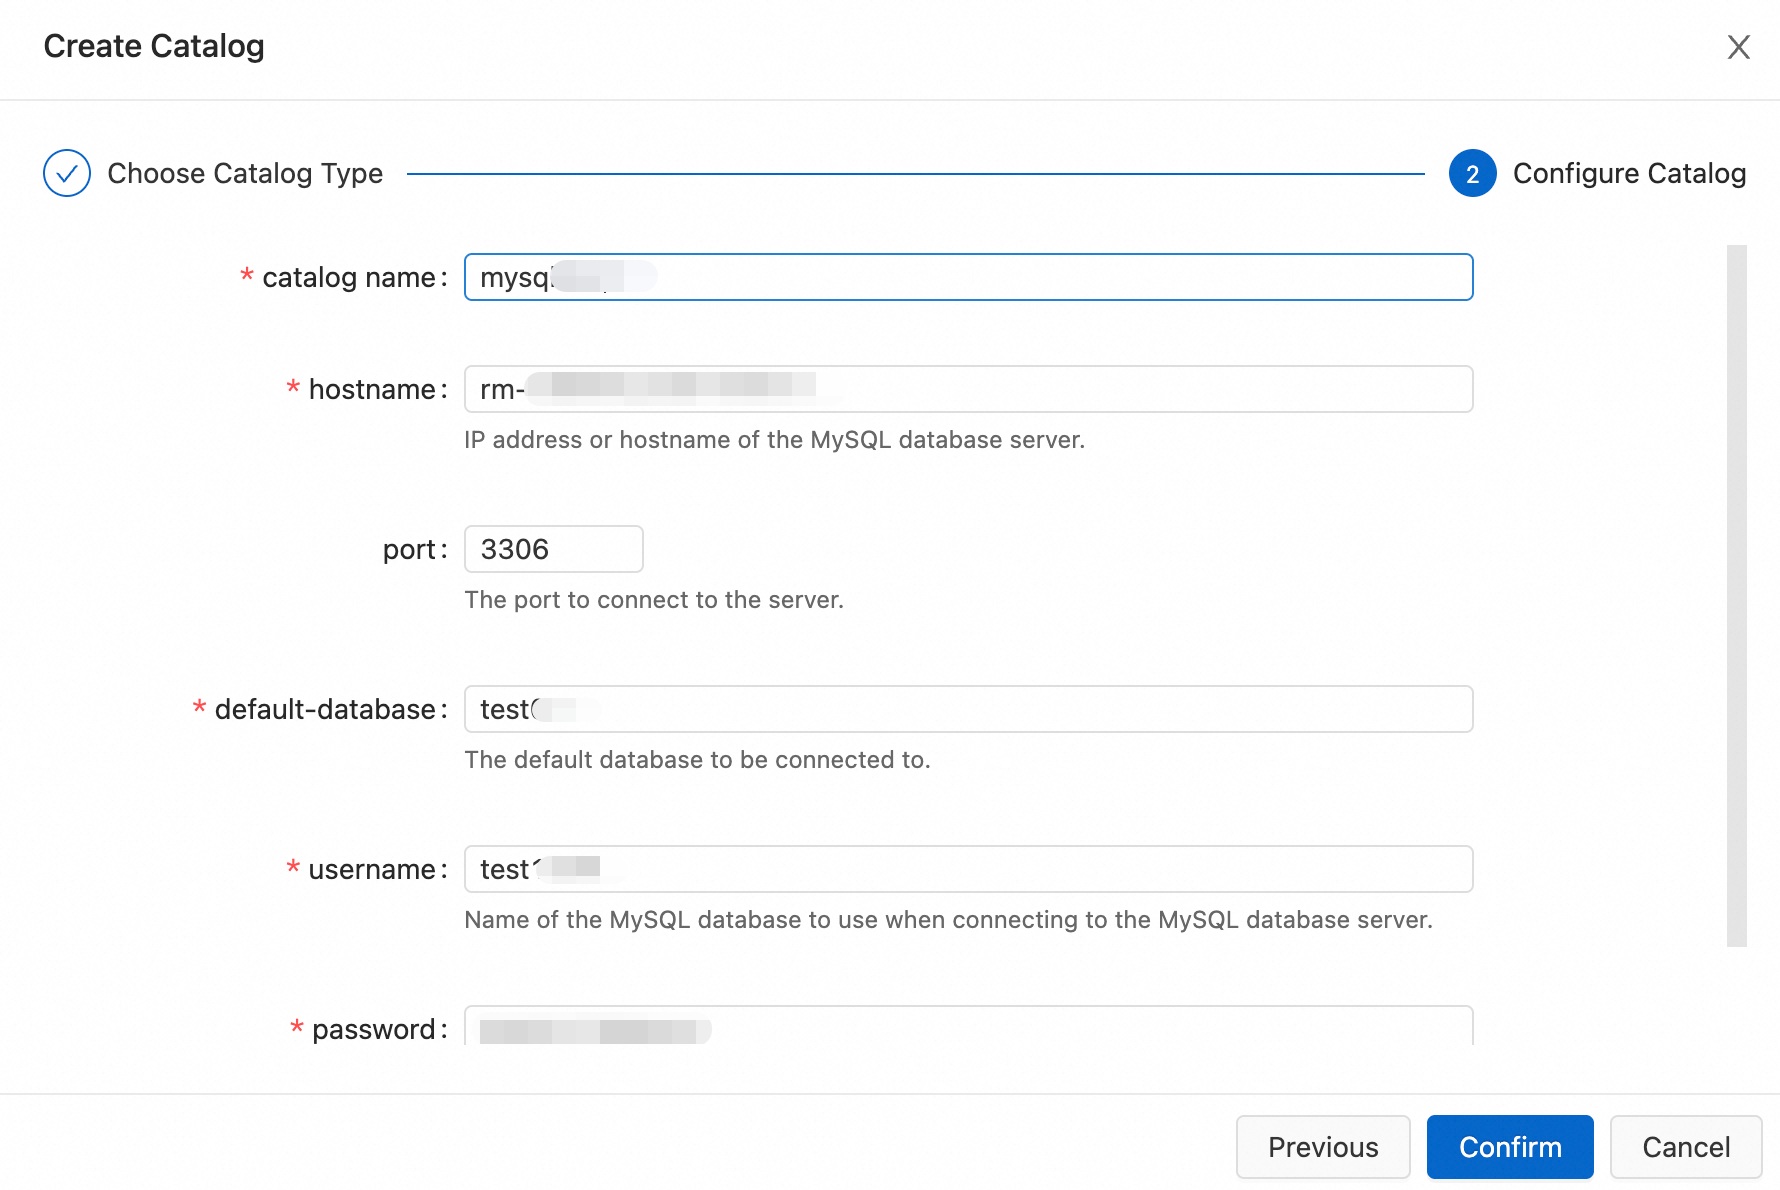 Create Catalog
Choose Catalog Type
2 Configure Catalog
* catalog name:
* hostname: rm-
IP address or hostname of the MySQL database server.
port: 3306
The port to connect to the server.
* default-database: test
The default database to be connected to.
* username: test
Name of the MySQL database to use when connecting to the MySQL database server.
* password:
Previous
Confirm
Cancel